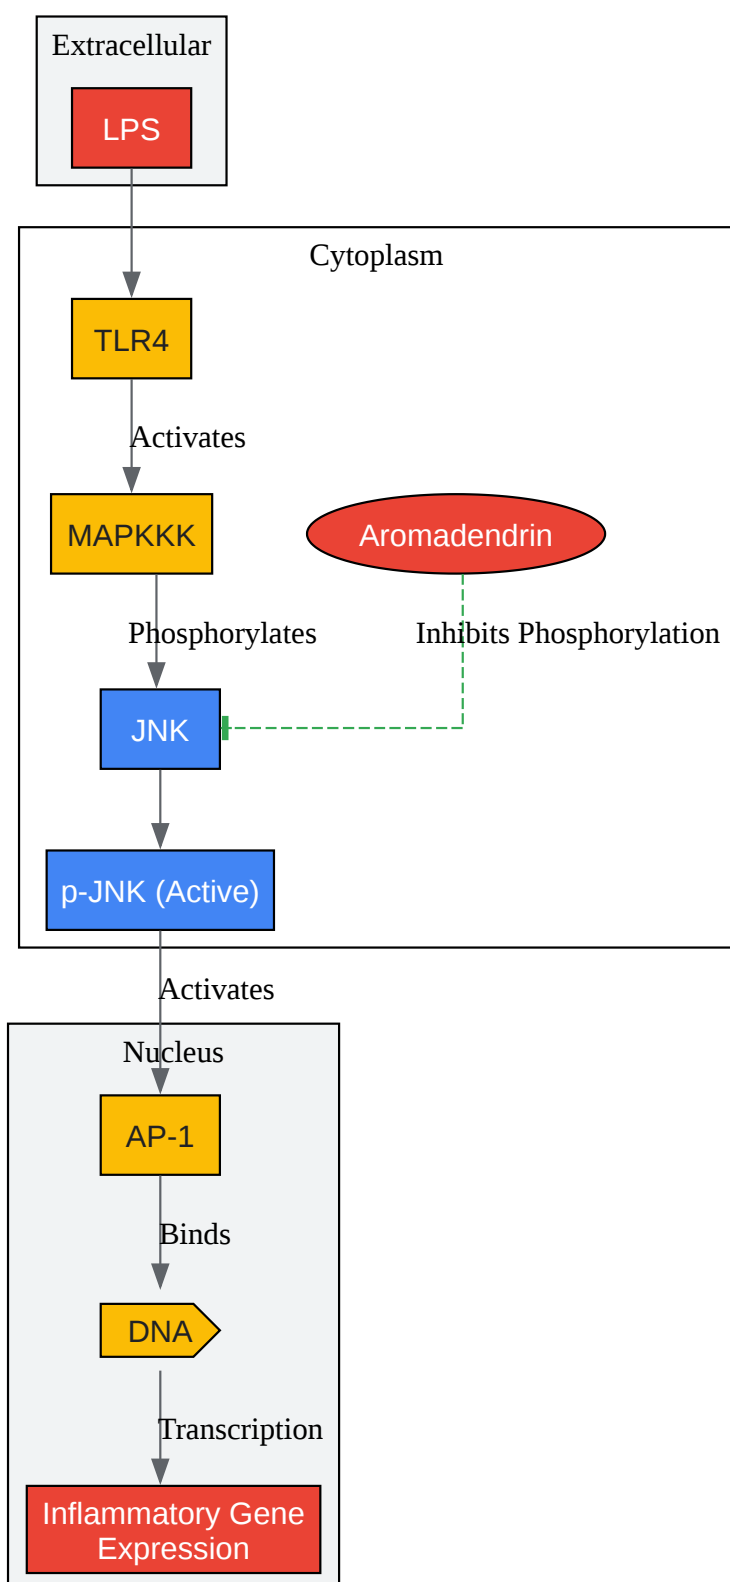 Extracellular
LPS
Cytoplasm
TLR4
Activates
MAPKKK
Aromadendrin
Phosphorylates
Inhibits Phosphorylation
JNK
p-JNK (Active)
Activates
Nucleus
AP-1
Binds
DNA
Transcription
Inflammatory Gene
Expression